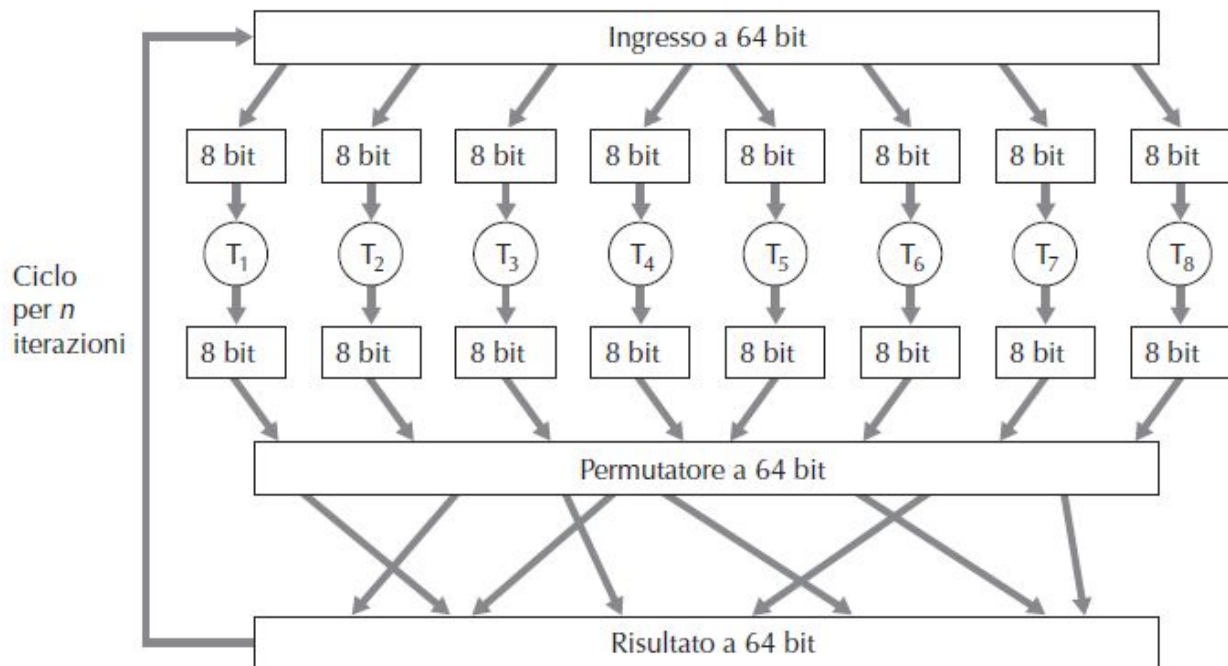 Ingresso a 64 bit
8 bit 8 bit 8 bit 8 bit 8 bit 8 bit 8 bit 8 bit
T1 T2 T3 T4 T5 T6 T7 T8
Ciclo
per n
iterazioni
8 bit 8 bit 8 bit 8 bit 8 bit 8 bit 8 bit 8 bit
Permutatore a 64 bit
Risultato a 64 bit